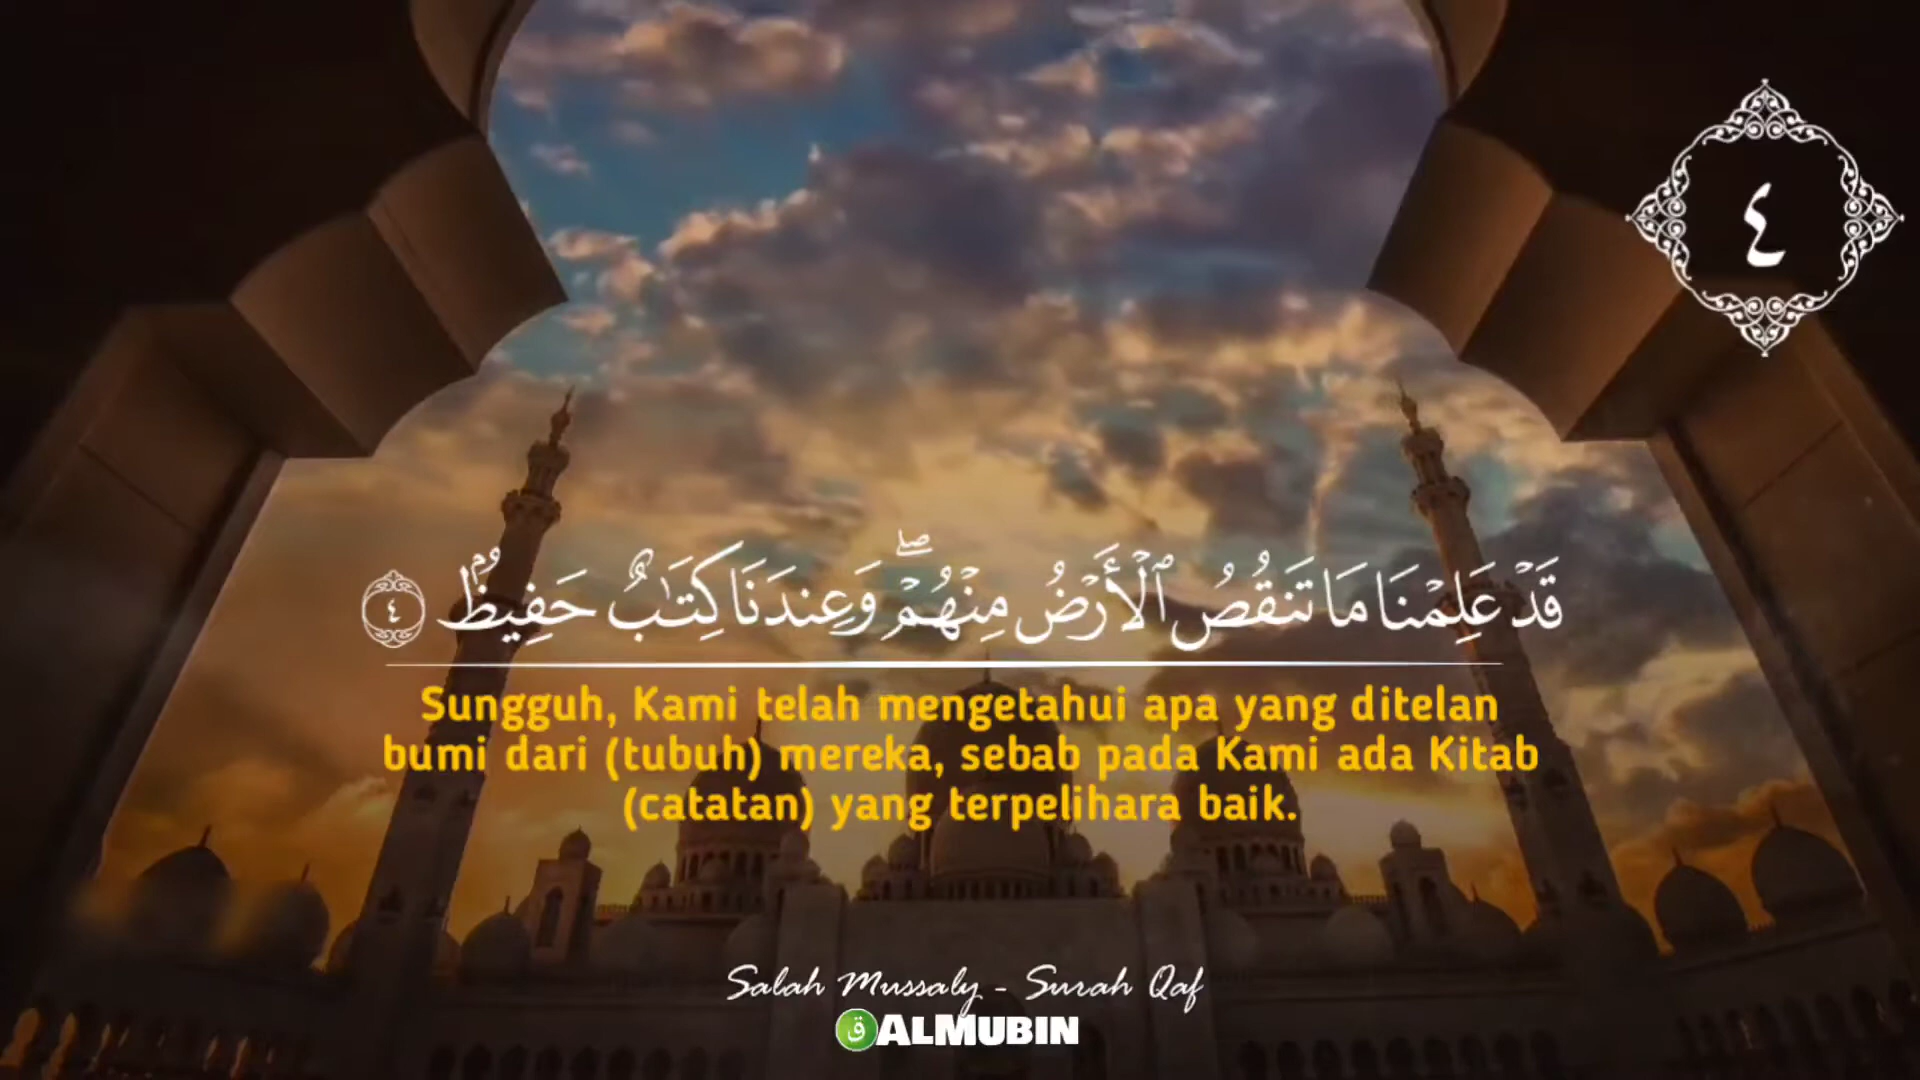 ٤
قَدْ عَلِمْنَا مَا تَنقُصُ ٱلْأَرْضُ مِنْهُمْ ۖ وَعِندَنَا كِتَـٰبٌ حَفِيظٌۢ ٤
Sungguh, Kami telah mengetahui apa yang ditelan
bumi dari (tubuh) mereka, sebab pada Kami ada Kitab
(catatan) yang terpelihara baik.
Salah Mussaly - Surah Qaf
ق ALMUBIN